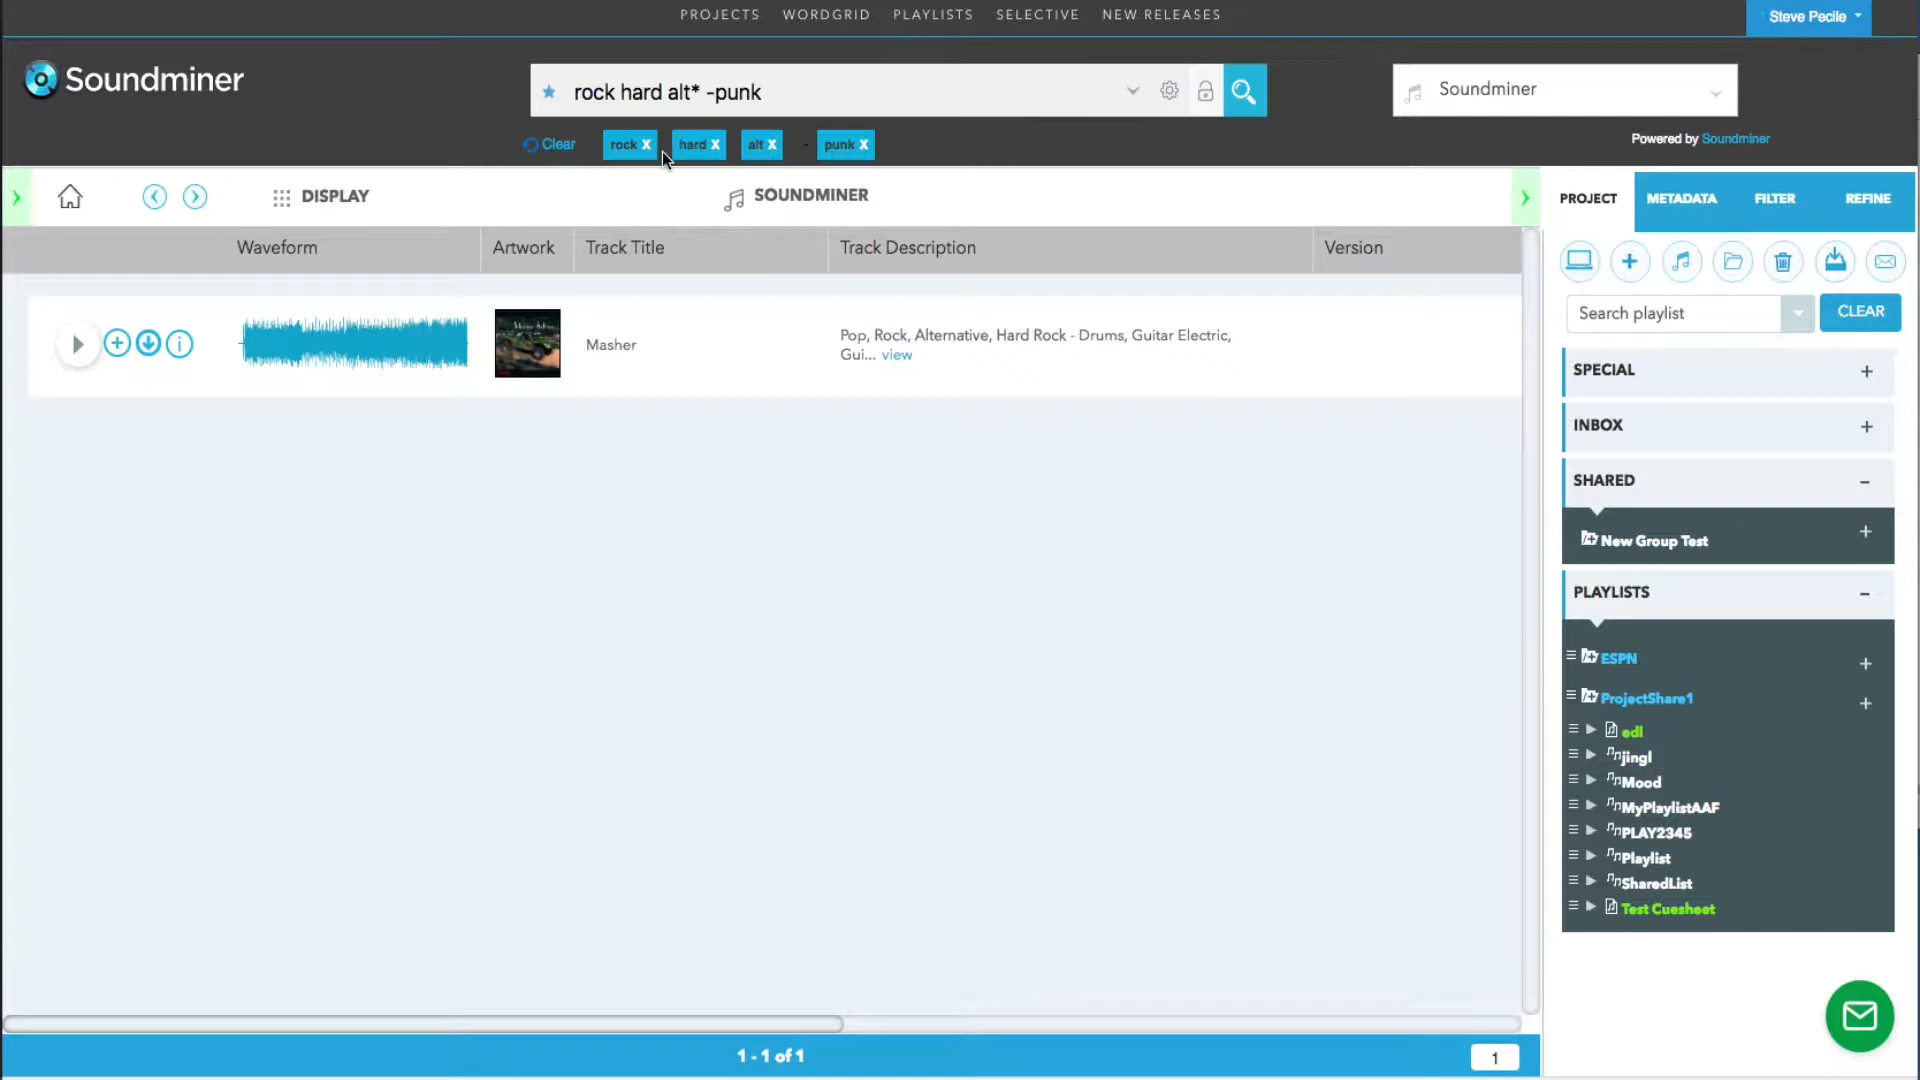 PROJECTS WORDGRID PLAYLISTS SELECTIVE NEW RELEASES
Steve Pecile
Soundminer
rock hard alt* -punk
Soundminer
Clear rock X hard X alt X - punk X
Powered by Soundminer
DISPLAY
SOUNDMINER
PROJECT METADATA FILTER REFINE
Waveform Artwork Track Title Track Description Version
Masher
Pop, Rock, Alternative, Hard Rock - Drums, Guitar Electric,
Gui... view
Search playlist
CLEAR
SPECIAL +
INBOX +
SHARED −
New Group Test +
PLAYLISTS −
ESPN +
ProjectShare1 +
edl
jingl
Mood
MyPlaylistAAF
PLAY2345
Playlist
SharedList
Test Cuesheet
1 - 1 of 1
1